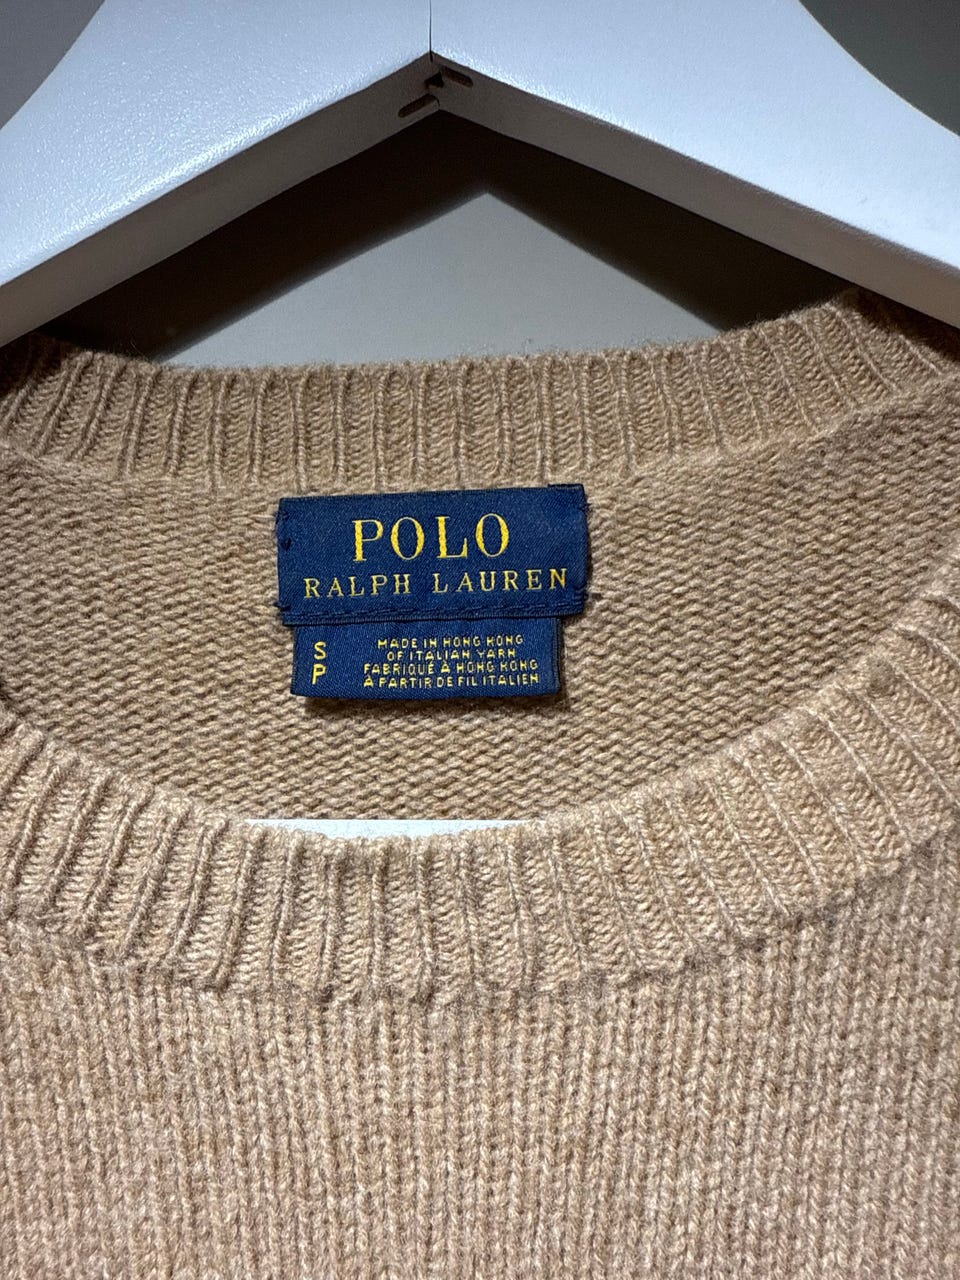 POLO
RALPH LAUREN
S
P
MADE IN HONG KONG
OF ITALIAN YARN
FABRIQUÉ À HONG KONG
À PARTIR DE FIL ITALIEN